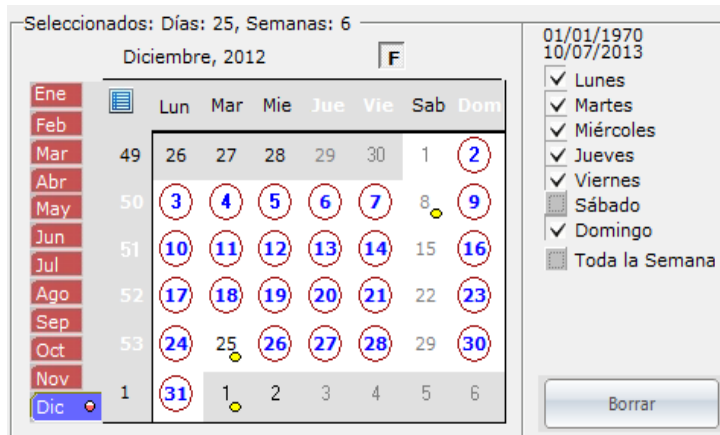 Seleccionados: Días: 25, Semanas: 6
Diciembre, 2012 F
Ene
Feb
Mar
Abr
May
Jun
Jul
Ago
Sep
Oct
Nov
Dic
Lun Mar Mie Jue Vie Sab Dom
49 26 27 28 29 30 1 2
50 3 4 5 6 7 8 9
51 10 11 12 13 14 15 16
52 17 18 19 20 21 22 23
53 24 25 26 27 28 29 30
1 31 1 2 3 4 5 6
01/01/1970
10/07/2013
Lunes
Martes
Miércoles
Jueves
Viernes
Sábado
Domingo
Toda la Semana
Borrar